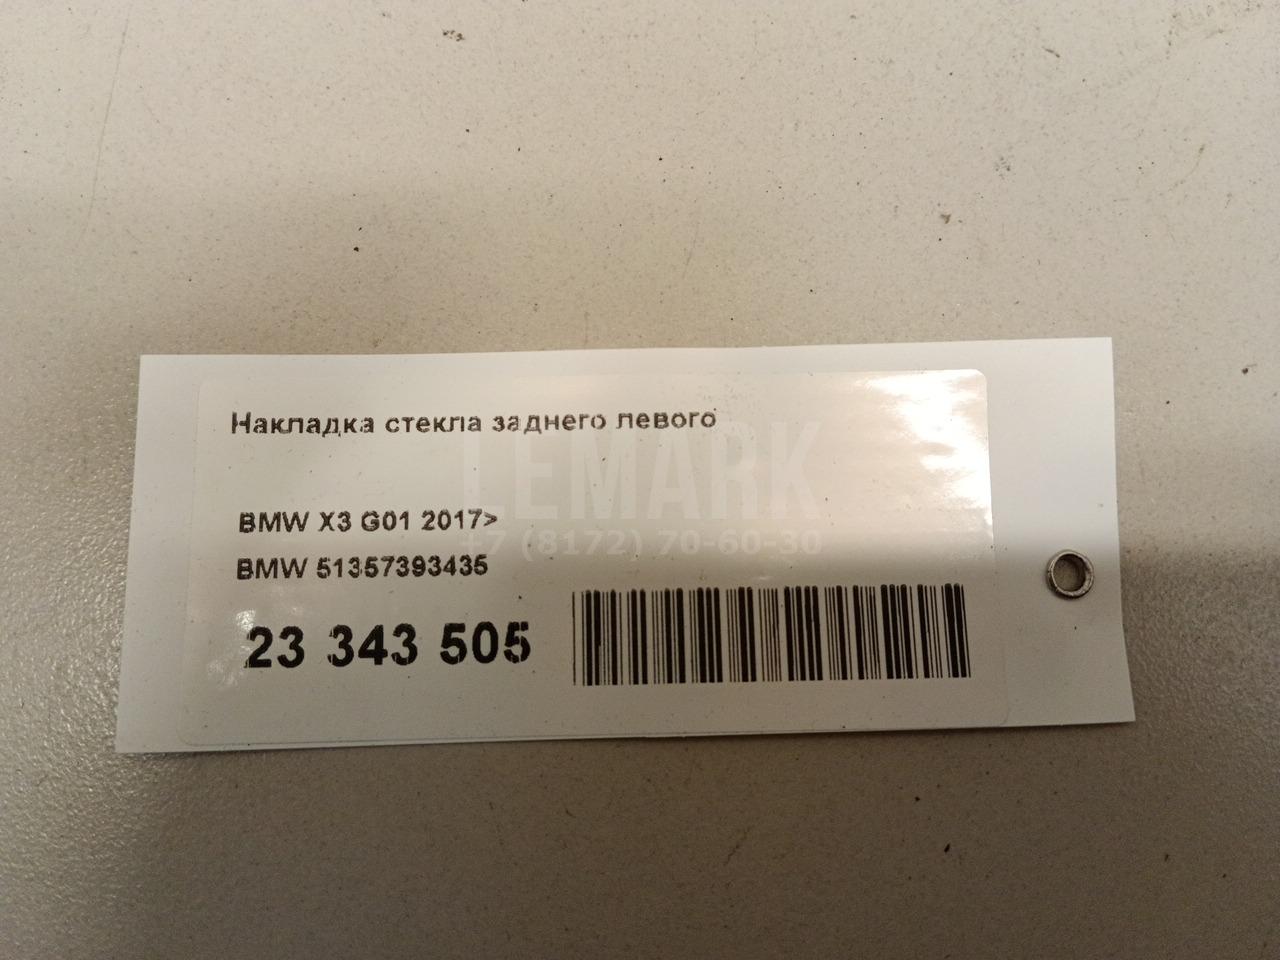 Накладка стекла заднего левого
LEMARK
BMW X3 G01 2017>
+7 (8172) 70-60-30
BMW 51357393435
23 343 505